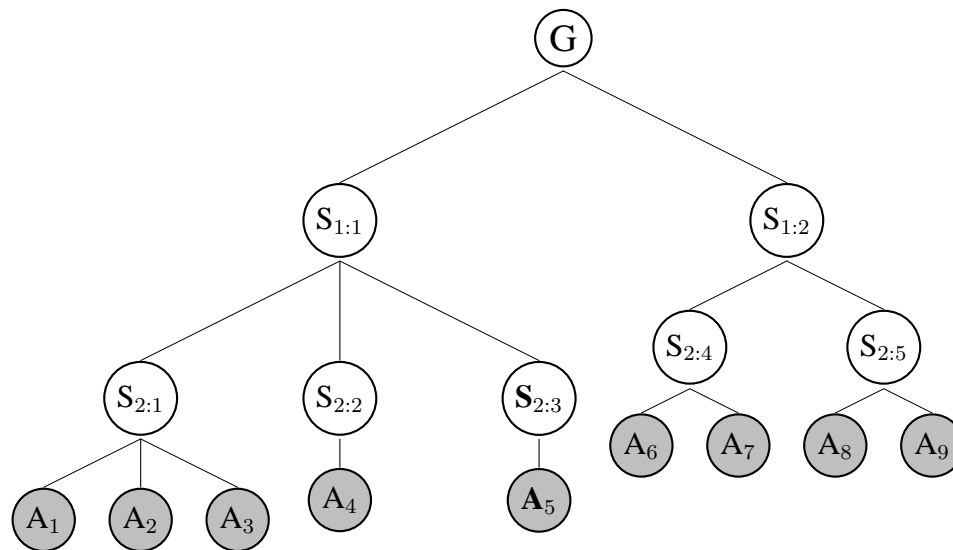 G
S₁:₁ S₁:₂
S₂:₄ S₂:₅
S₂:₁ S₂:₂ S₂:₃
A₆ A₇ A₈ A₉
A₄ A₅
A₁ A₂ A₃